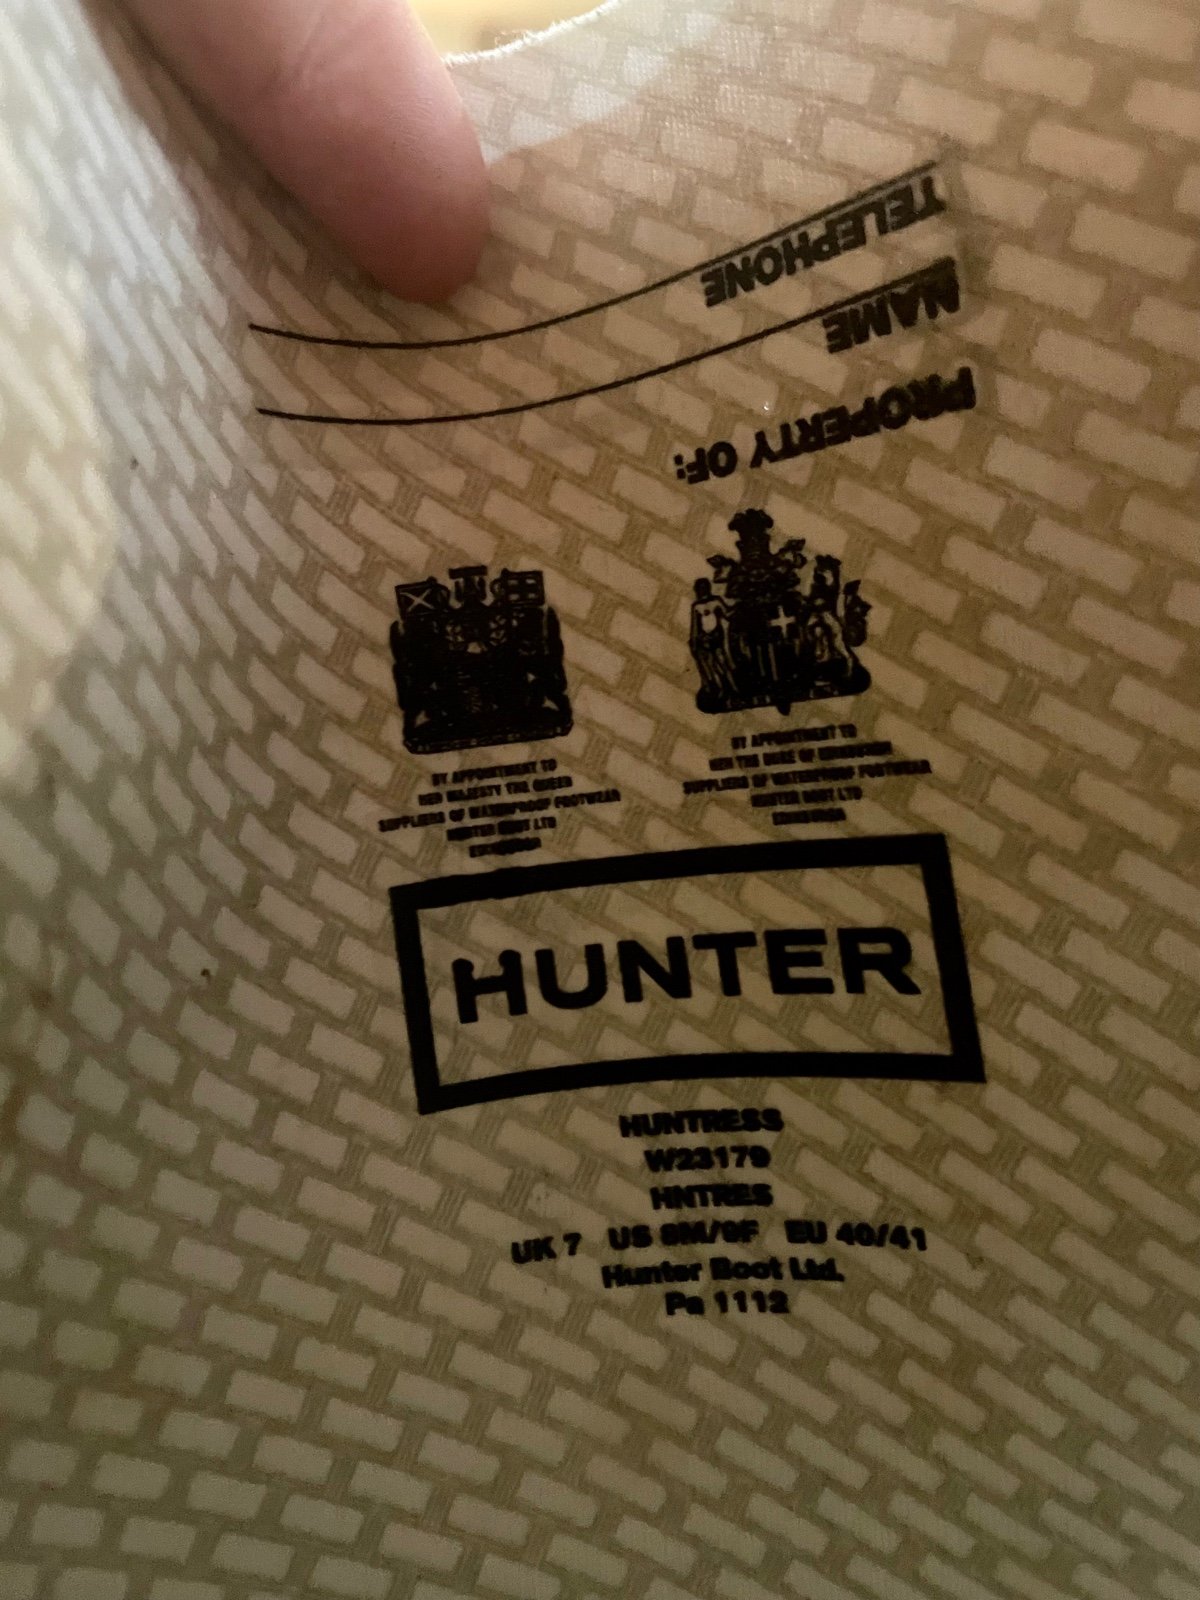 TELEPHONE
NAME
PROPERTY OF:
BY APPOINTMENT TO
HER MAJESTY THE QUEEN
SUPPLIERS OF WATERPROOF FOOTWEAR
HUNTER BOOT LTD
EDINBURGH
BY APPOINTMENT TO
HRH THE DUKE OF EDINBURGH
SUPPLIERS OF WATERPROOF FOOTWEAR
HUNTER BOOT LTD
EDINBURGH
HUNTER
HUNTRESS
W23179
HNTRES
UK 7 US 8M/9F EU 40/41
Hunter Boot Ltd.
Pa 1112